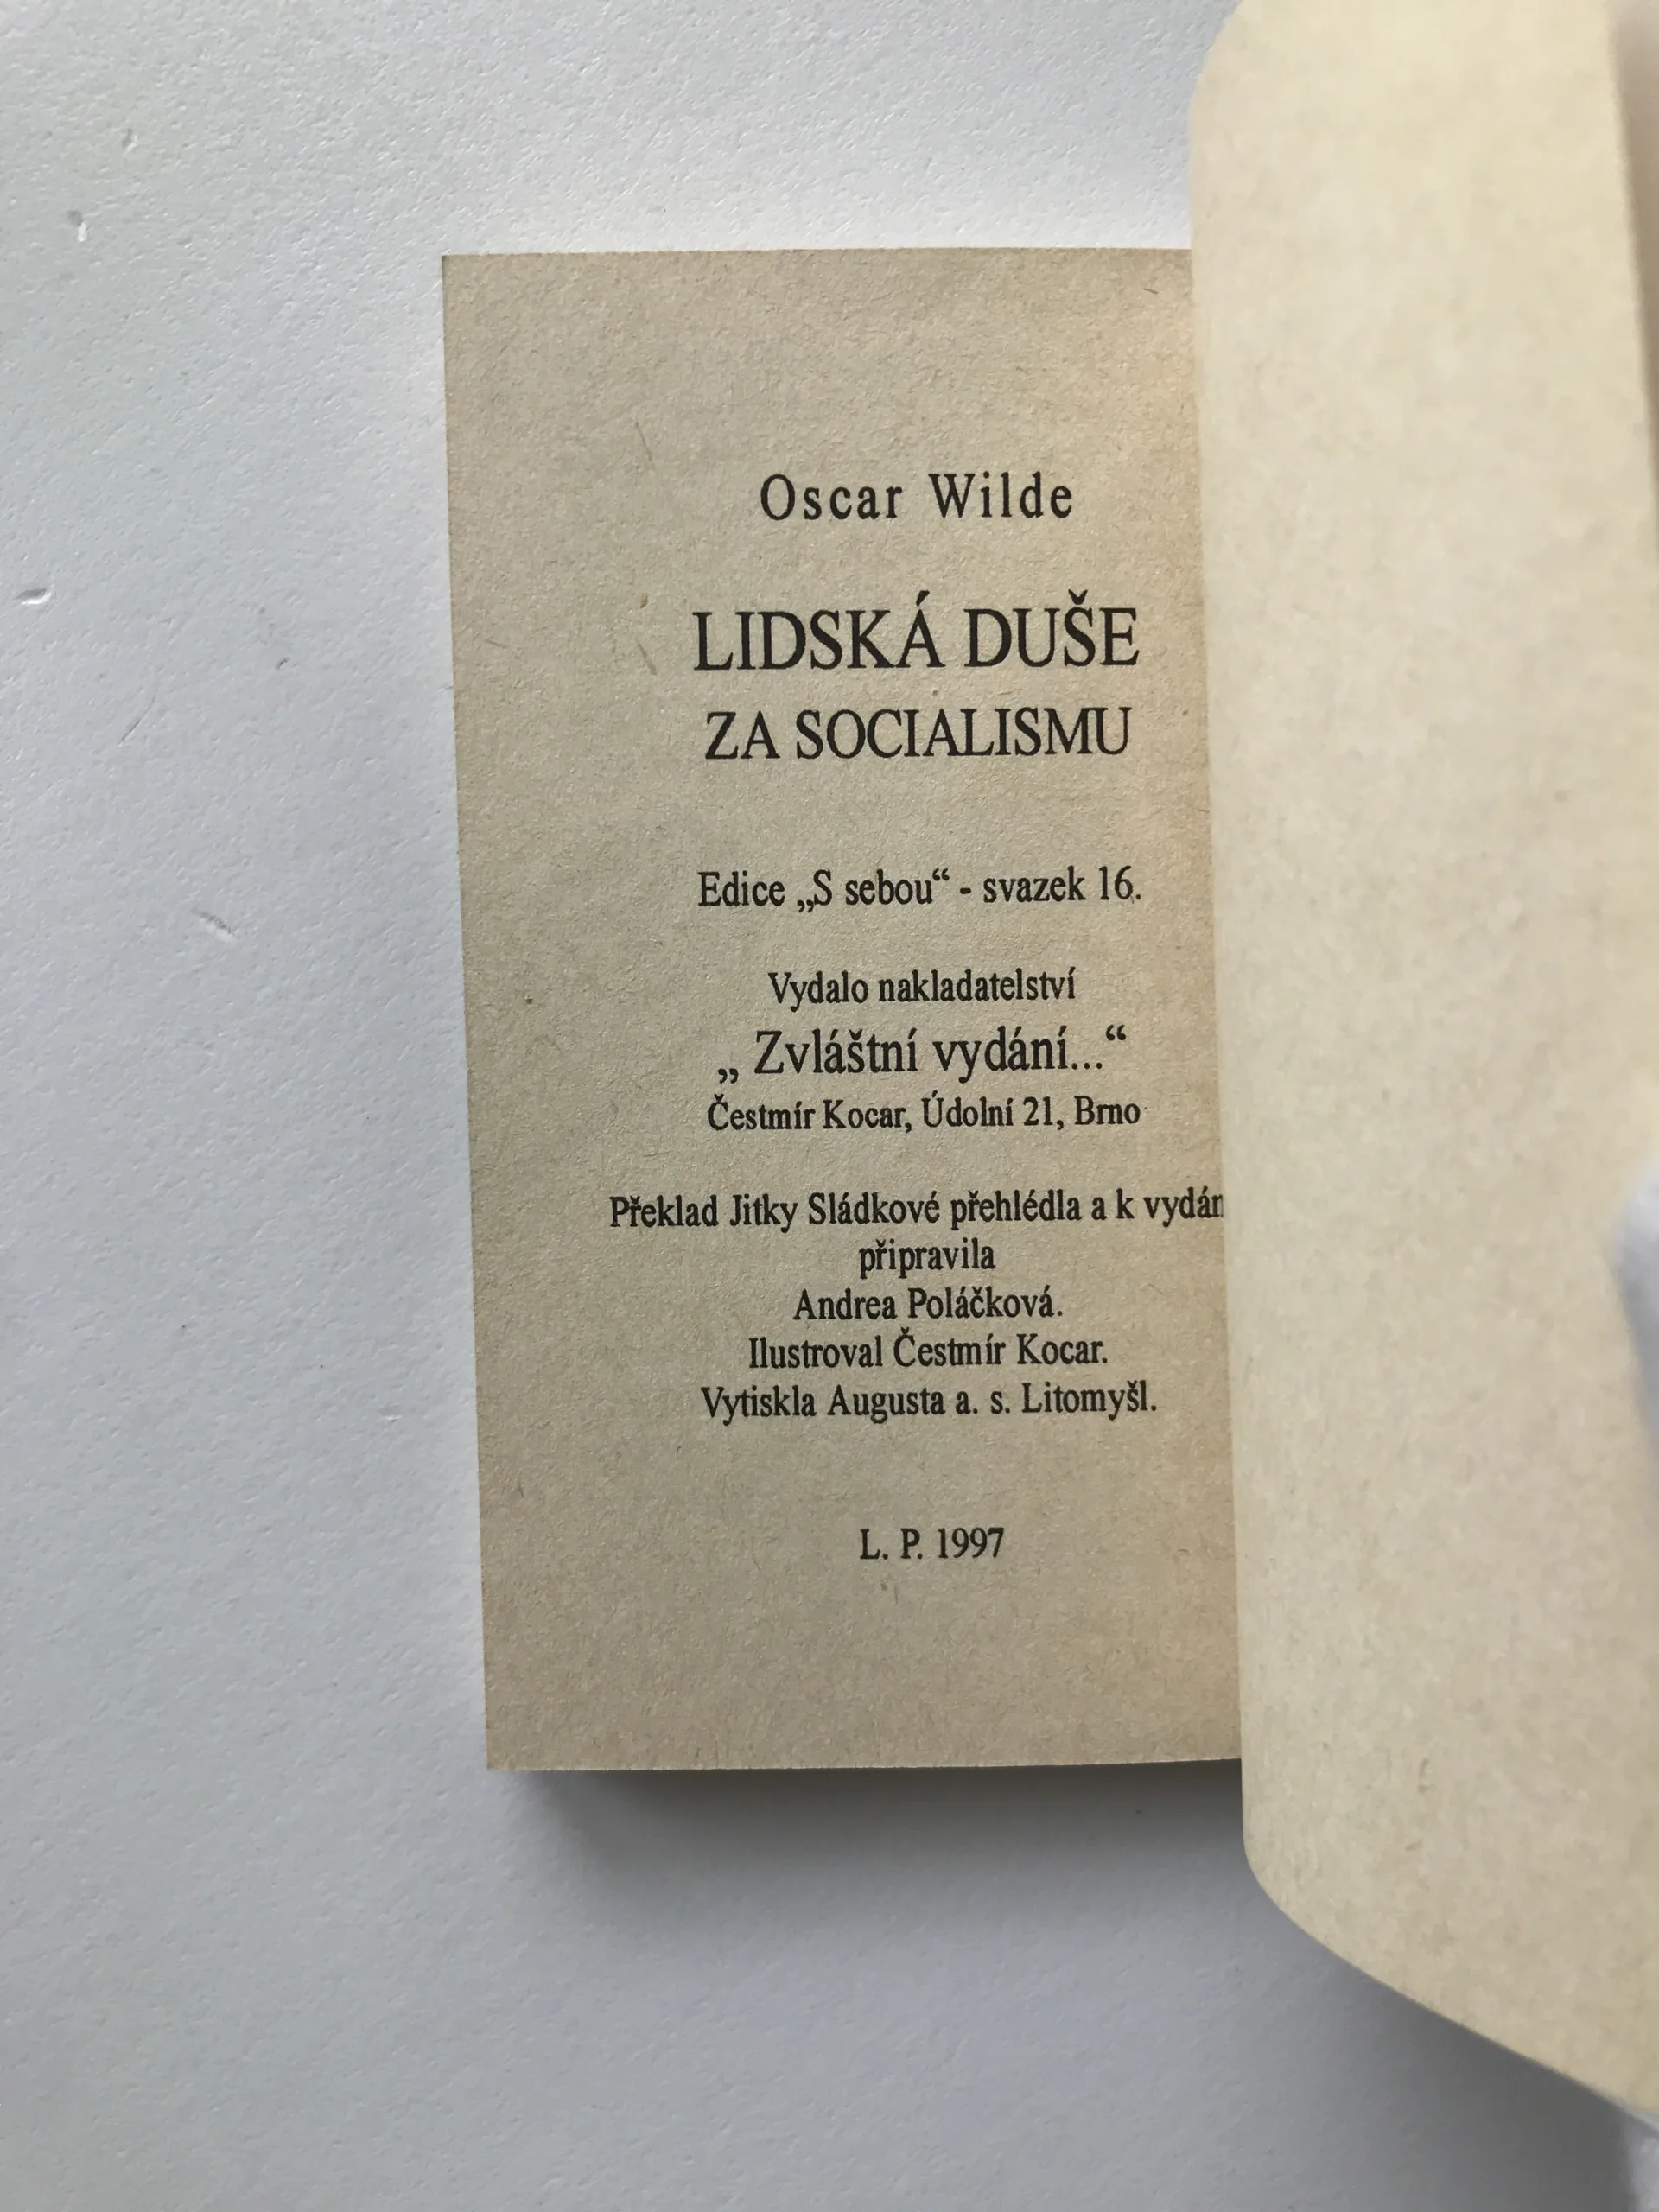 Oscar Wilde
LIDSKÁ DUŠE
ZA SOCIALISMU
Edice „S sebou“ - svazek 16.
Vydalo nakladatelství
„ Zvláštní vydání...“
Čestmír Kocar, Údolní 21, Brno
Překlad Jitky Sládkové přehlédla a k vydán
připravila
Andrea Poláčková.
Ilustroval Čestmír Kocar.
Vytiskla Augusta a. s. Litomyšl.
L. P. 1997